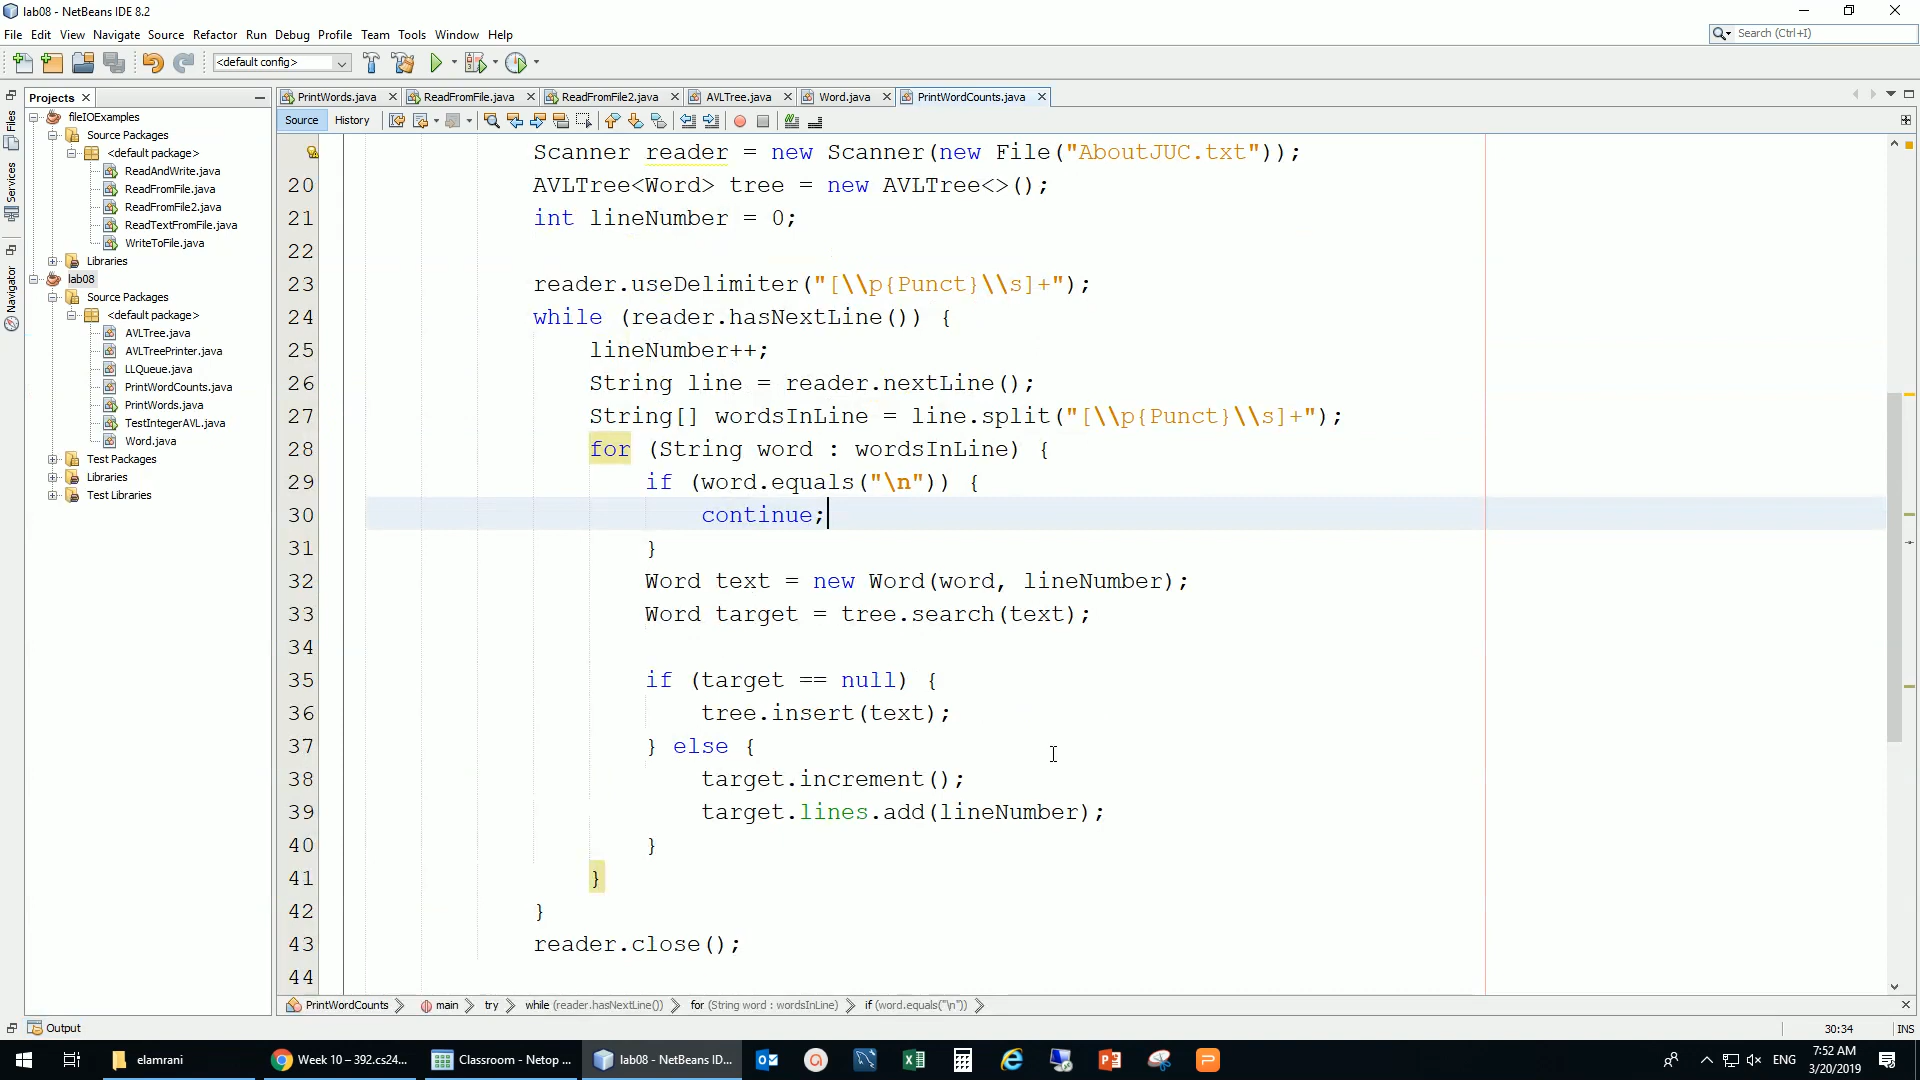 lab08 - NetBeans IDE 8.2
File Edit View Navigate Source Refactor Run Debug Profile Team Tools Window Help
Search (Ctrl+I)
<default config>
Projects
PrintWords.java ReadFromFile.java ReadFromFile2.java AVLTree.java Word.java PrintWordCounts.java
Source History
Files
Services
Navigator
fileIOExamples
Source Packages
<default package>
ReadAndWrite.java
ReadFromFile.java
ReadFromFile2.java
ReadTextFromFile.java
WriteToFile.java
Libraries
lab08
Source Packages
<default package>
AVLTree.java
AVLTreePrinter.java
LLQueue.java
PrintWordCounts.java
PrintWords.java
TestIntegerAVL.java
Word.java
Test Packages
Libraries
Test Libraries
Scanner reader = new Scanner(new File("AboutJUC.txt"));
20 AVLTree<Word> tree = new AVLTree<>();
21 int lineNumber = 0;
22
23 reader.useDelimiter("[\\p{Punct}\\s]+");
24 while (reader.hasNextLine()) {
25 lineNumber++;
26 String line = reader.nextLine();
27 String[] wordsInLine = line.split("[\\p{Punct}\\s]+");
28 for (String word : wordsInLine) {
29 if (word.equals("\n")) {
30 continue;
31 }
32 Word text = new Word(word, lineNumber);
33 Word target = tree.search(text);
34
35 if (target == null) {
36 tree.insert(text);
37 } else {
38 target.increment();
39 target.lines.add(lineNumber);
40 }
41 }
42 }
43 reader.close();
44
PrintWordCounts main try while (reader.hasNextLine()) for (String word : wordsInLine) if (word.equals("\n"))
Output
30:34 INS
elamrani Week 10 – 392.cs24... Classroom - Netop ... lab08 - NetBeans ID... ENG
7:52 AM
3/20/2019